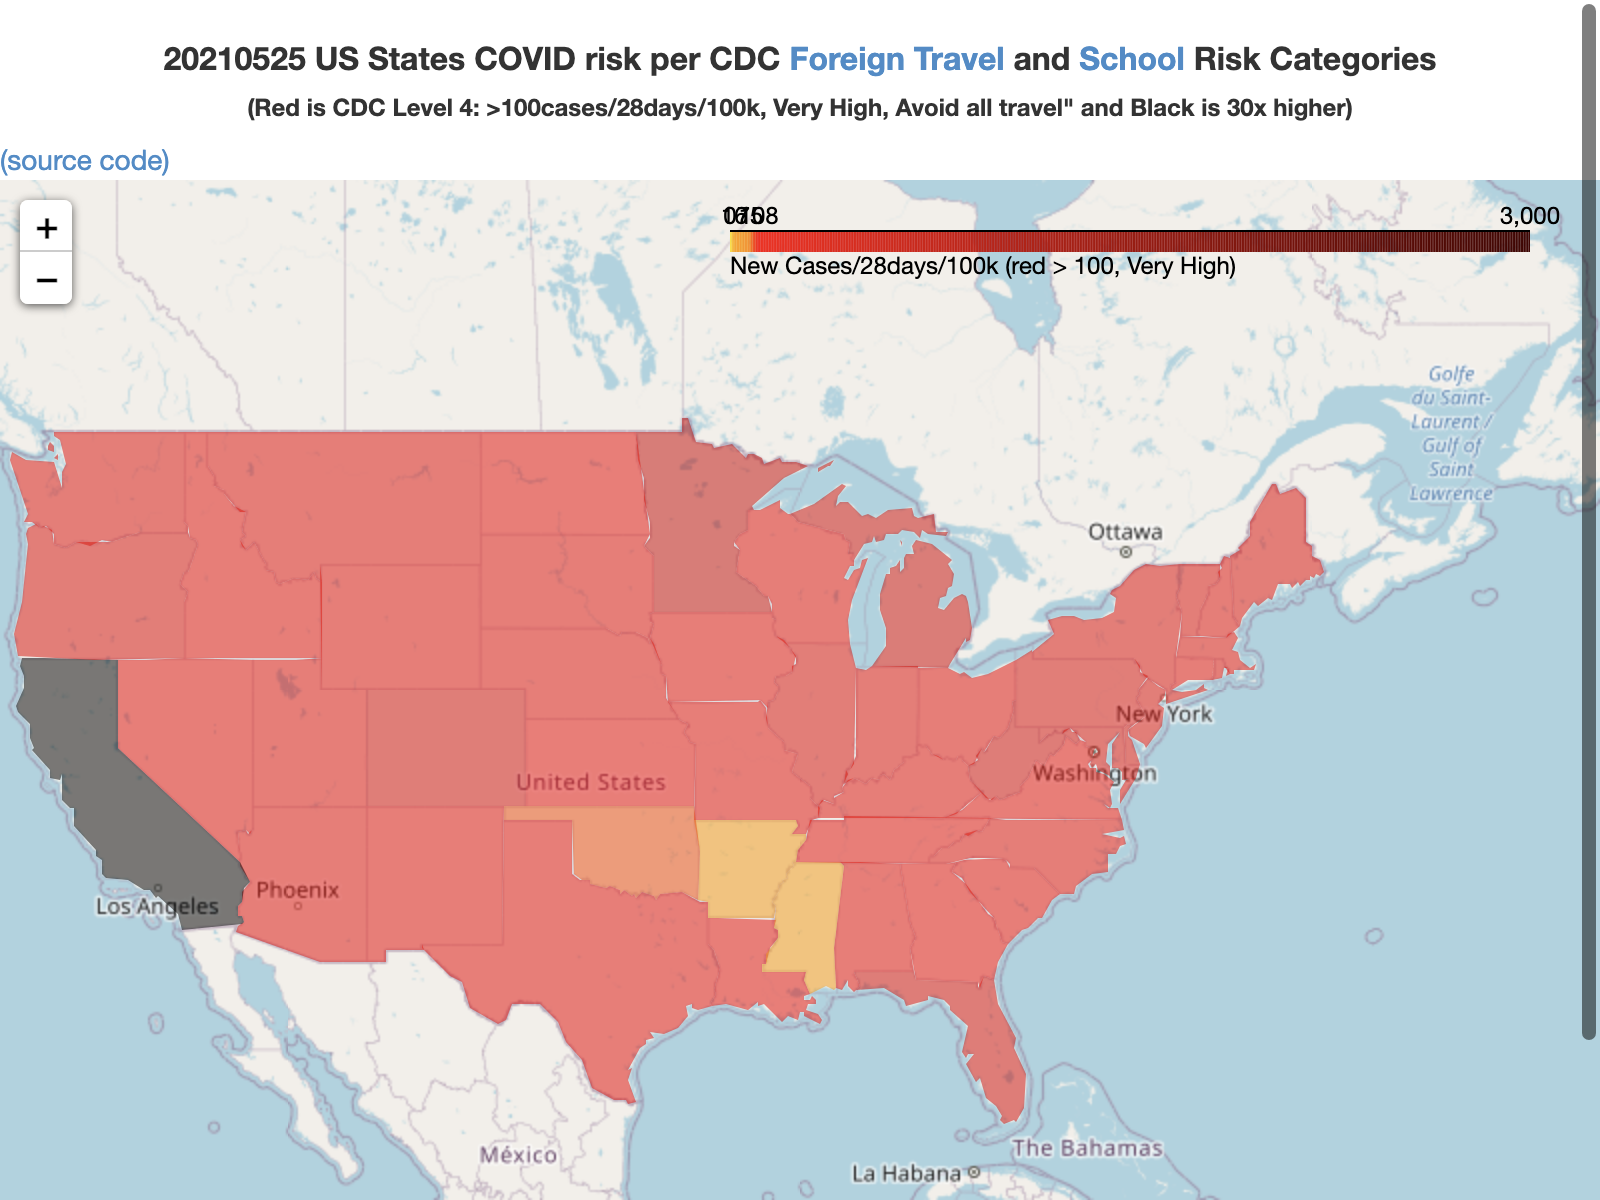 20210525 US States COVID risk per CDC Foreign Travel and School Risk Categories
(Red is CDC Level 4: >100cases/28days/100k, Very High, Avoid all travel" and Black is 30x higher)
(source code)
+
−
3,000
New Cases/28days/100k (red > 100, Very High)
Golfe
du Saint-
Laurent /
Gulf of
Saint
Lawrence
Ottawa
New York
Washington
United States
Phoenix
Los Angeles
México
The Bahamas
La Habana